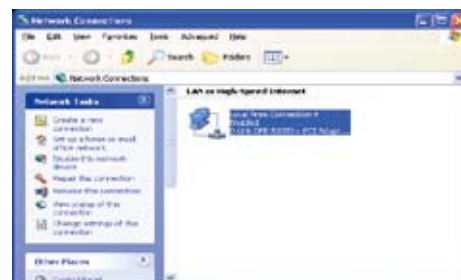 Network Connections
File Edit View Favorites Tools Advanced Help
Search Folders
Network Connections
Network Tasks
Create a new
connection
Set up a home or small
office network
Disable this network
device
Repair this connection
Rename this connection
View status of this
connection
Change settings of this
connection
Other Places
Control Panel
LAN or High-Speed Internet
Local Area Connection
Enabled